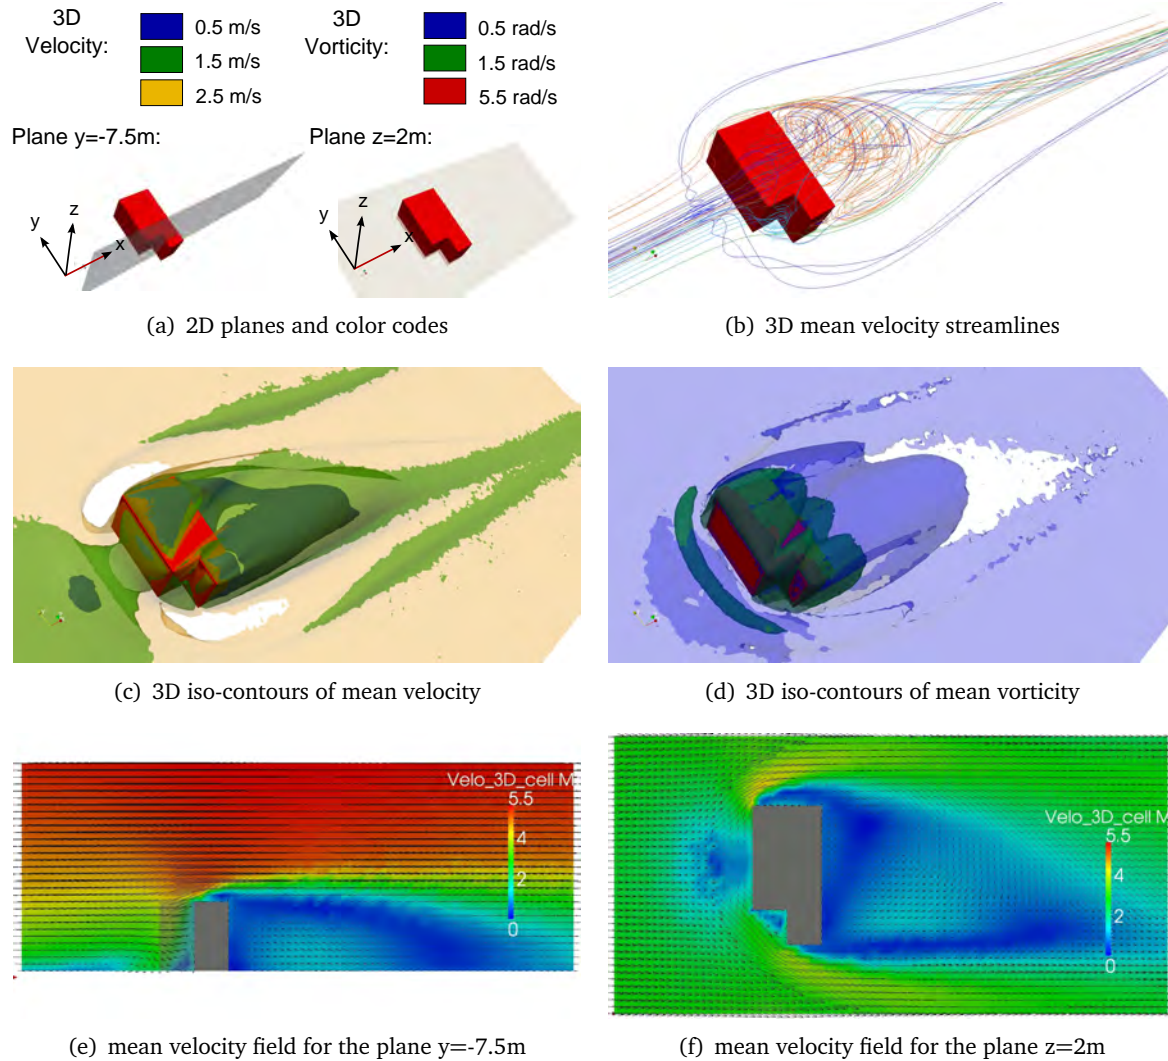 3D
Velocity:
0.5 m/s
1.5 m/s
2.5 m/s
3D
Vorticity:
0.5 rad/s
1.5 rad/s
5.5 rad/s
Plane y=-7.5m:
Plane z=2m:
y
z
x
y
z
x
(a) 2D planes and color codes
(b) 3D mean velocity streamlines
(c) 3D iso-contours of mean velocity
(d) 3D iso-contours of mean vorticity
Velo_3D_cell M
5.5
4
2
0
Velo_3D_cell M
5.5
4
2
0
(e) mean velocity field for the plane y=-7.5m
(f) mean velocity field for the plane z=2m